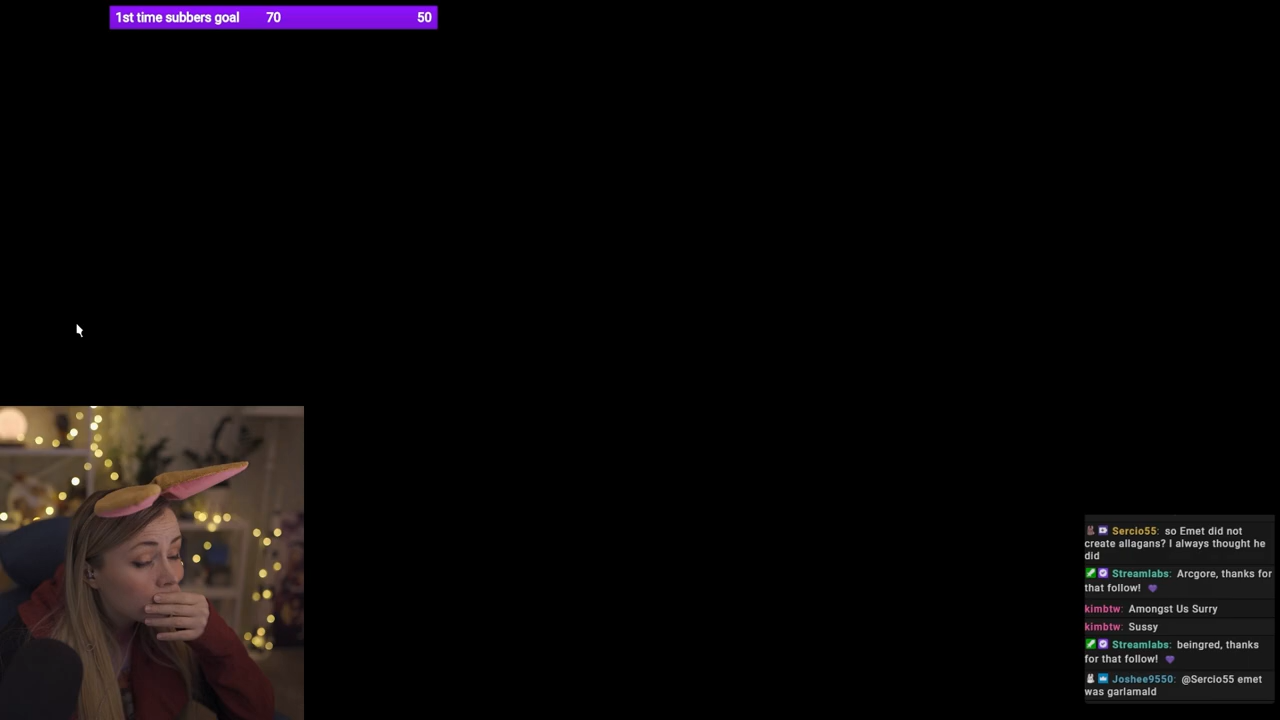 1st time subbers goal 70 50
Sercio55: so Emet did not
create allagans? I always thought he
did
Streamlabs: Arcgore, thanks for
that follow!
kimbtw: Amongst Us Surry
kimbtw: Sussy
Streamlabs: beingred, thanks
for that follow!
Joshee9550: @Sercio55 emet
was garlamald